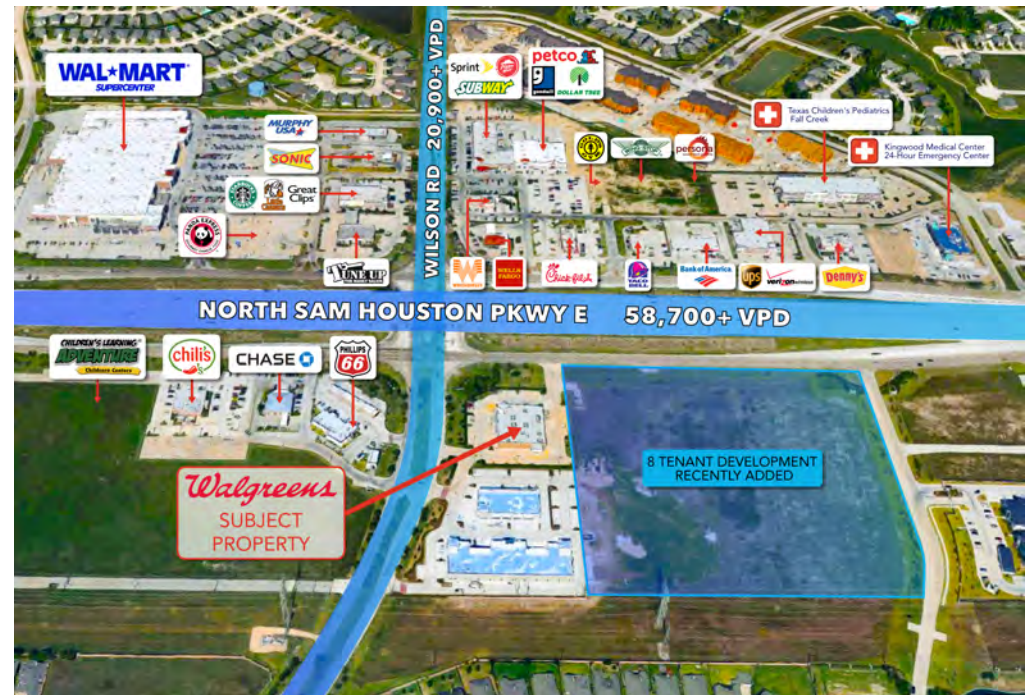 WAL★MART®
SUPERCENTER
WILSON RD 20,900+ VPD
Sprint
SUBWAY
petco
goodwill
DOLLAR TREE
MURPHY
USA
SONIC
Great
Clips
PANDA EXPRESS
TUNE UP
persona
Texas Children's Pediatrics
Fall Creek
Kingwood Medical Center
24-Hour Emergency Center
WHATABURGER
WELLS
FARGO
Chick-fil-A
TACO
BELL
Bank of America
ups
verizonwireless
Denny's
NORTH SAM HOUSTON PKWY E 58,700+ VPD
CHILDREN'S LEARNING
ADVENTURE
Childcare Centers
chili's
CHASE
PHILLIPS
66
Walgreens
SUBJECT
PROPERTY
8 TENANT DEVELOPMENT
RECENTLY ADDED